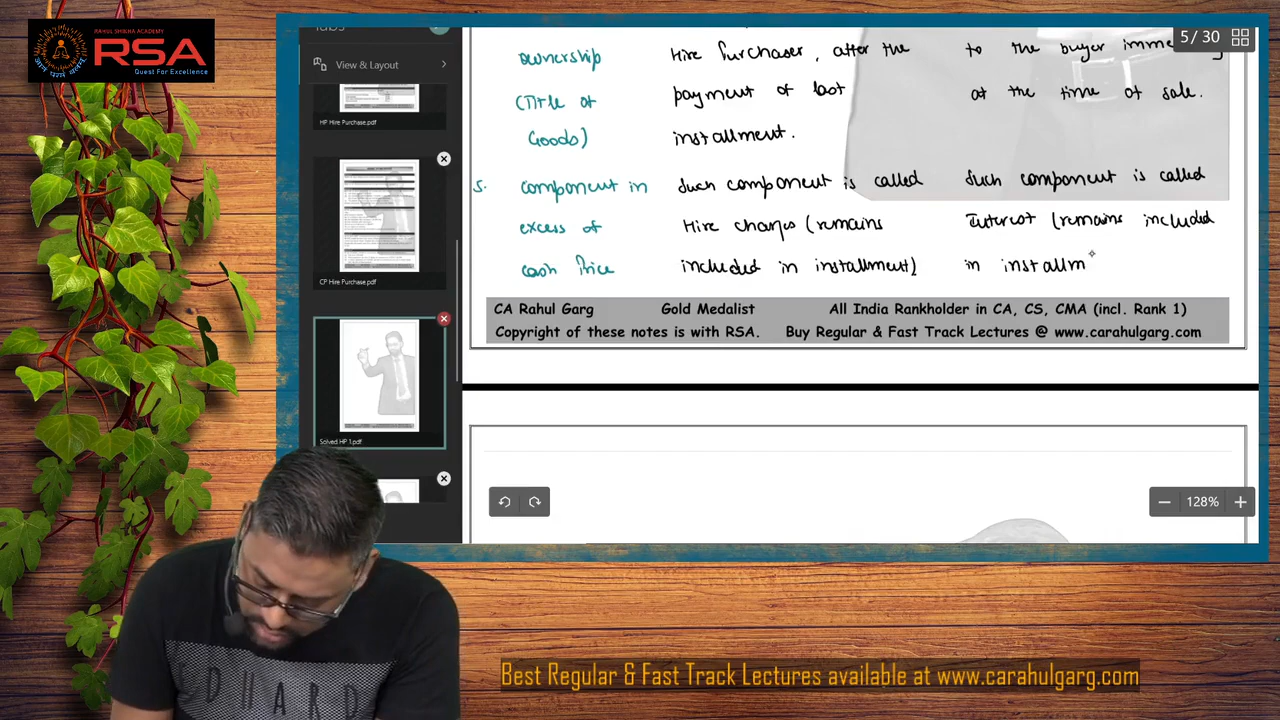 RAHUL SHIKHA ACADEMY
RSA
Quest For Excellence
View & Layout
HP Hire Purchase.pdf
CP Hire Purchase.pdf
Solved HP 1.pdf
5 / 30
ownership Hire Purchaser, after the to the buyer
(Title of payment of last at the time of sale.
Goods) installment.
5. component in Such component is called Such component is called
excess of Hire charges (remains Interest (remains included
cash Price included in installment) in installm
CA Rahul Garg Gold Medalist All India Rankholder in CA, CS, CMA (incl. Rank 1)
Copyright of these notes is with RSA. Buy Regular & Fast Track Lectures @ www.carahulgarg.com
128%
DHARD
Best Regular & Fast Track Lectures available at www.carahulgarg.com